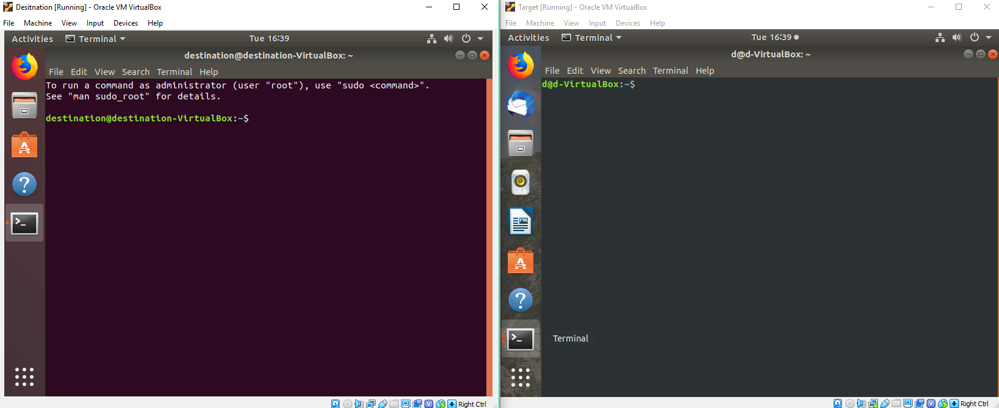 Desitnation [Running] - Oracle VM VirtualBox
File Machine View Input Devices Help
Activities Terminal Tue 16:39
destination@destination-VirtualBox: ~
File Edit View Search Terminal Help
To run a command as administrator (user "root"), use "sudo <command>".
See "man sudo_root" for details.
destination@destination-VirtualBox:~$
Right Ctrl
Target [Running] - Oracle VM VirtualBox
File Machine View Input Devices Help
Activities Terminal Tue 16:39
d@d-VirtualBox: ~
File Edit View Search Terminal Help
d@d-VirtualBox:~$
Terminal
Right Ctrl